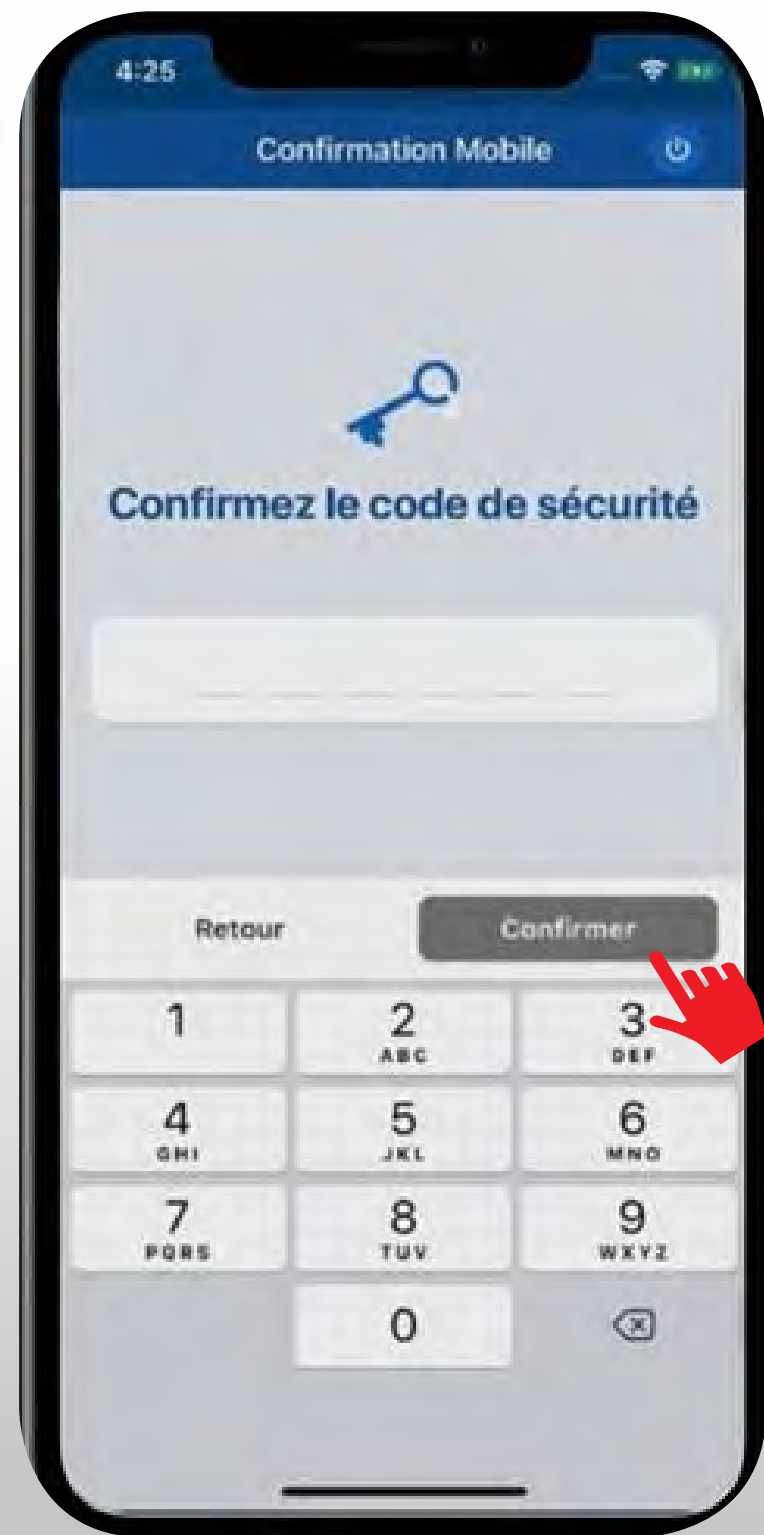 4:25
Confirmation Mobile
Confirmez le code de sécurité
Retour
Confirmer
1
2
ABC
3
DEF
4
GHI
5
JKL
6
MNO
7
PQRS
8
TUV
9
WXYZ
0